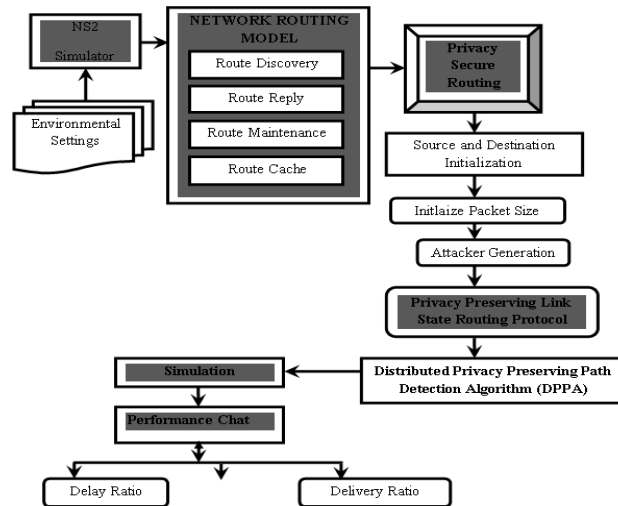 NS2
Simulator
Environmental
Settings
NETWORK ROUTING
MODEL
Route Discovery
Route Reply
Route Maintenance
Route Cache
Privacy
Secure
Routing
Source and Destination
Initialization
Initlaize Packet Size
Attacker Generation
Privacy Preserving Link
State Routing Protocol
Distributed Privacy Preserving Path
Detection Algorithm (DPPA)
Simulation
Performance Chat
Delay Ratio
Delivery Ratio